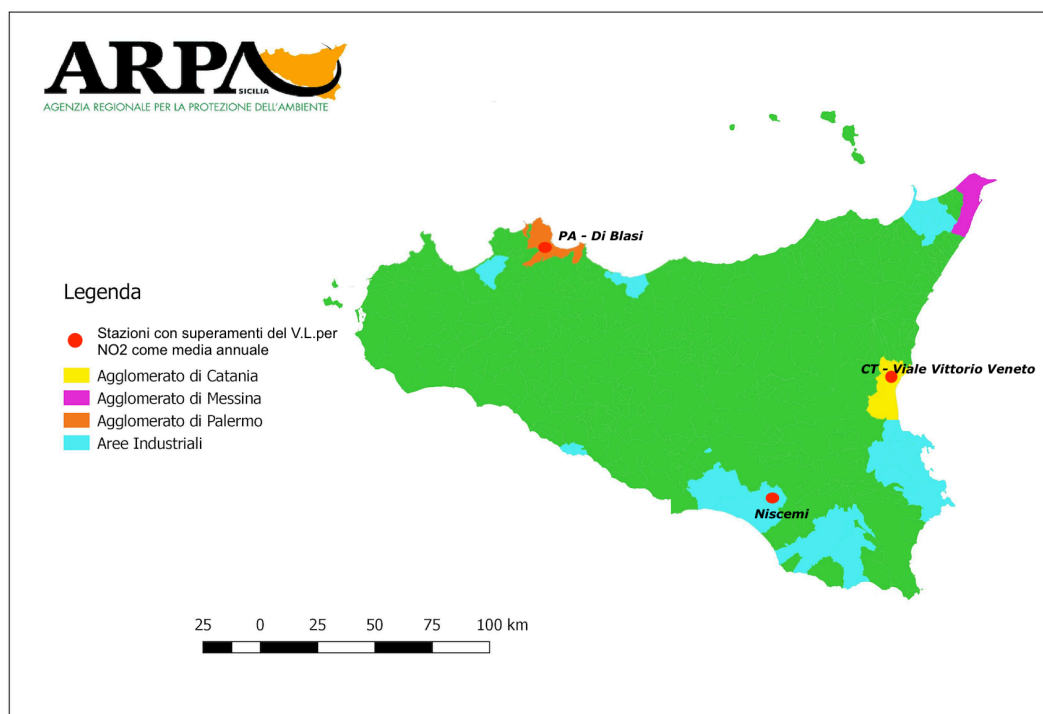 ARPA
SICILIA
AGENZIA REGIONALE PER LA PROTEZIONE DELL'AMBIENTE
PA - Di Blasi
Legenda
Stazioni con superamenti del V.L.per
NO2 come media annuale
Agglomerato di Catania
Agglomerato di Messina
Agglomerato di Palermo
Aree Industriali
CT - Viale Vittorio Veneto
Niscemi
25 0 25 50 75 100 km